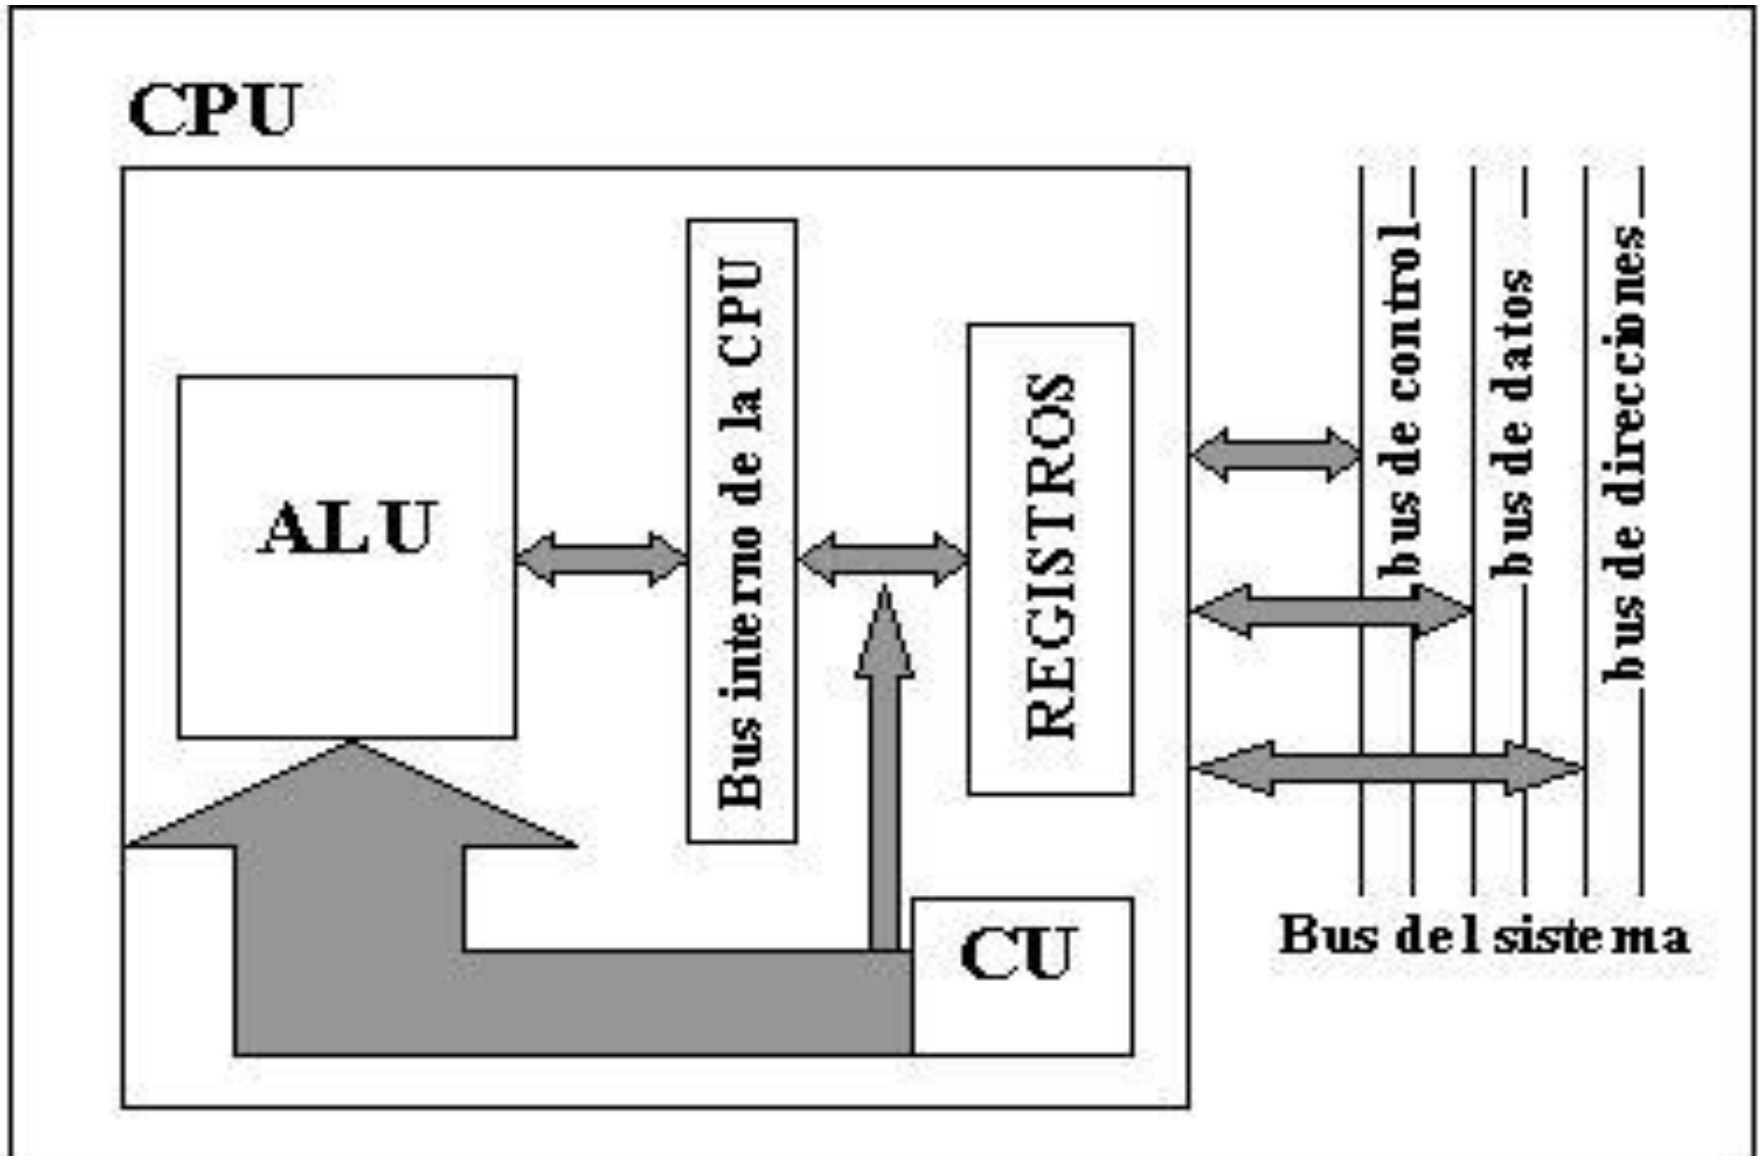 CPU
ALU
Bus interno de la CPU
REGISTROS
CU
bus de control
bus de datos
bus de direcciones
Bus del sistema